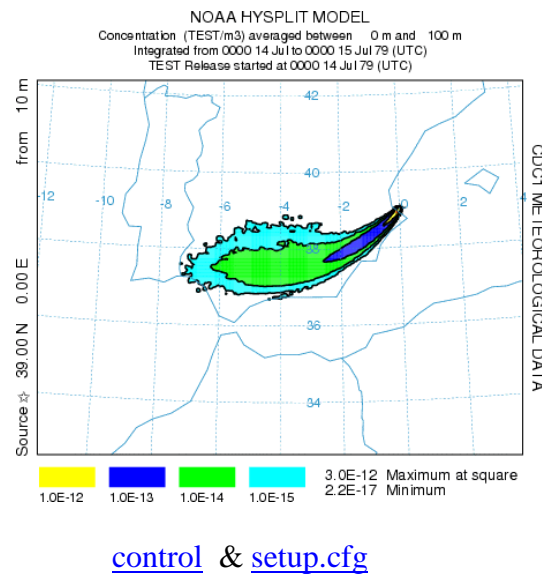 NOAA HYSPLIT MODEL
Concentration (TEST/m3) averaged between 0 m and 100 m
Integrated from 0000 14 Jul to 0000 15 Jul 79 (UTC)
TEST Release started at 0000 14 Jul 79 (UTC)
Source ☆ 39.00 N 0.00 E from 10 m
CDC1 METEOROLOGICAL DATA
42
40
-12 -10 -8 -6 -4 -2 0 2 4
38
36
34
1.0E-12 1.0E-13 1.0E-14 1.0E-15
3.0E-12 Maximum at square
2.2E-17 Minimum
control & setup.cfg